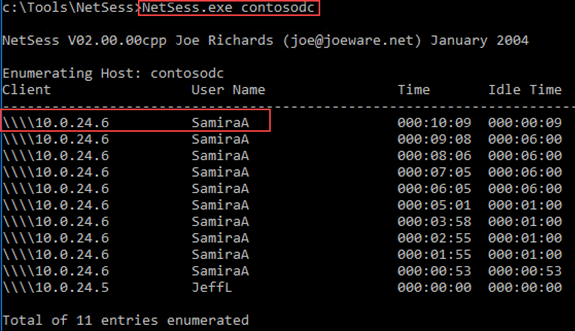 c:\Tools\NetSess>NetSess.exe contosodc
NetSess V02.00.00cpp Joe Richards (joe@joeware.net) January 2004
Enumerating Host: contosodc
Client User Name Time Idle Time
---------------------------------------------------------------------------
\\\\10.0.24.6 SamiraA 000:10:09 000:00:09
\\\\10.0.24.6 SamiraA 000:09:08 000:06:00
\\\\10.0.24.6 SamiraA 000:08:06 000:06:00
\\\\10.0.24.6 SamiraA 000:07:05 000:06:00
\\\\10.0.24.6 SamiraA 000:06:05 000:06:00
\\\\10.0.24.6 SamiraA 000:05:01 000:01:00
\\\\10.0.24.6 SamiraA 000:03:58 000:01:00
\\\\10.0.24.6 SamiraA 000:02:55 000:01:00
\\\\10.0.24.6 SamiraA 000:01:55 000:01:00
\\\\10.0.24.6 SamiraA 000:00:53 000:00:53
\\\\10.0.24.5 JeffL 000:00:00 000:00:00
Total of 11 entries enumerated